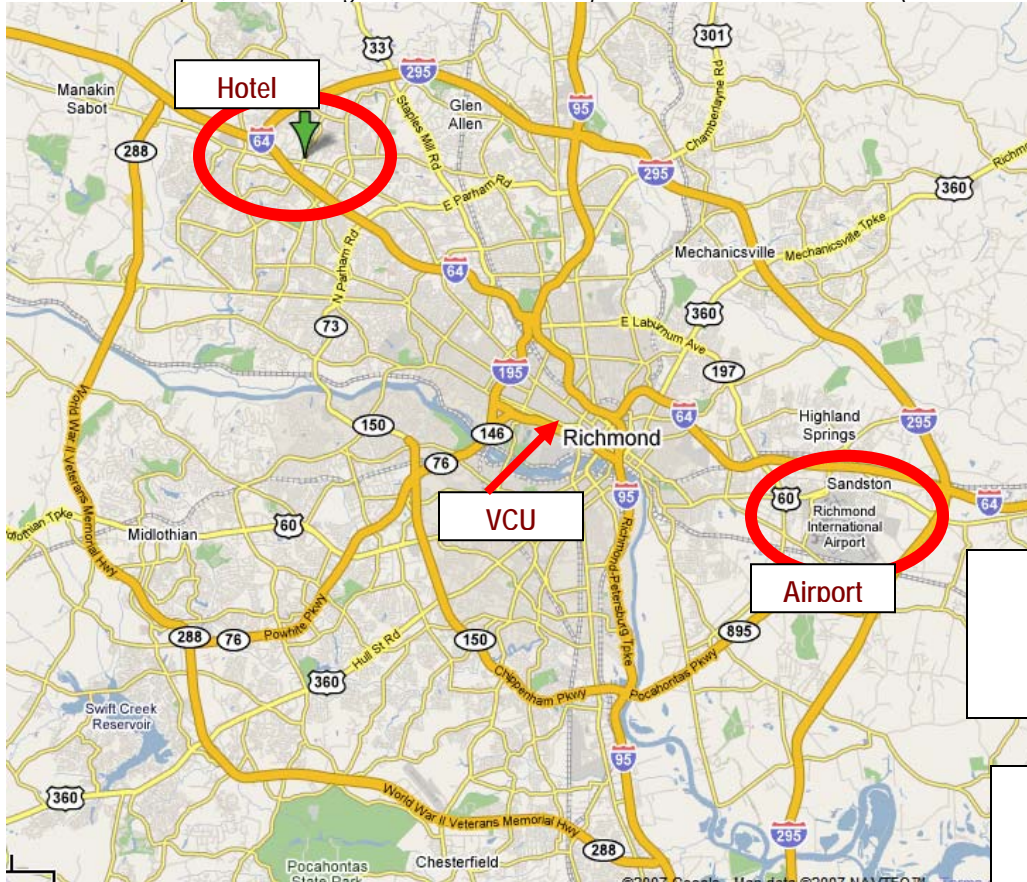 33
301
295
Hotel
Manakin
Sabot
Glen
Allen
95
Staples Mill Rd
Chamberlayne Rd
64
288
295
360
E Parham Rd
N Parham Rd
Mechanicsville
Mechanicsville Tpke
64
360
73
E Laburnum Ave
195
197
World War II Veterans Memorial Hwy
150
146
Richmond
64
Highland
Springs
295
76
Sandston
60
64
95
VCU
Richmond
International
Airport
60
Midlothian
Airport
Richmond-Petersburg Tpke
288
76
Powhite Pkwy
150
895
Hull St Rd
360
Chippenham Pkwy
Pocahontas Pkwy
Swift Creek
Reservoir
95
360
World War II Veterans Memorial Hwy
295
288
Pocahontas
State Park
Chesterfield